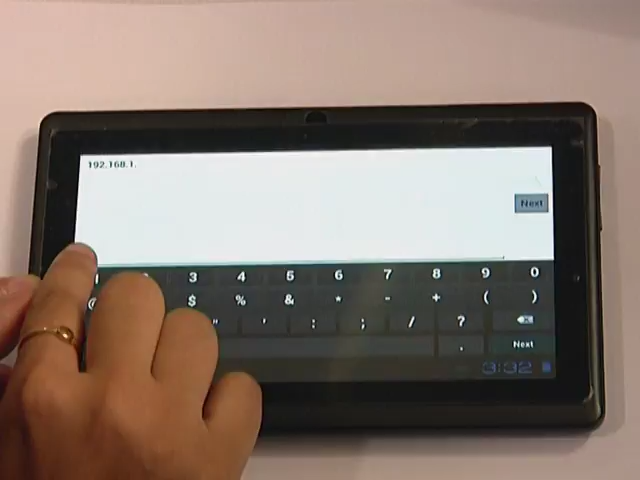 192.168.1.
Next
3 4 5 6 7 8 9 0
@ $ % & * - + ( )
" ' : ; / ?
. Next
3:32